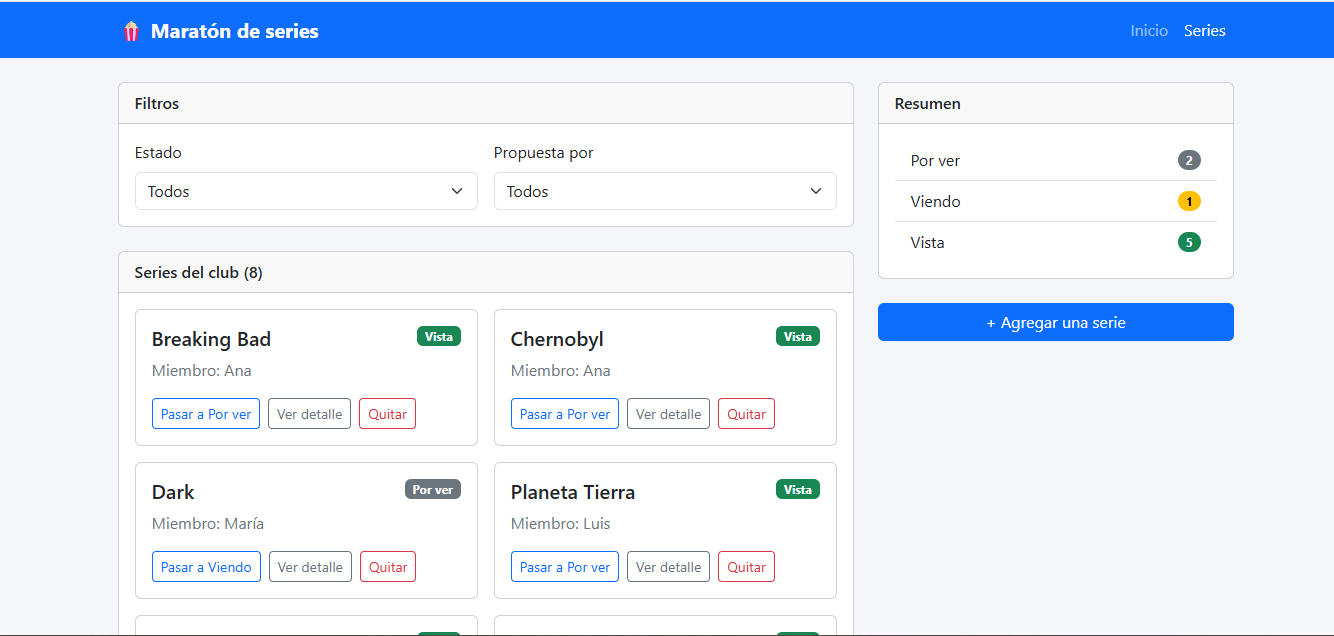 🍿 Maratón de series
Inicio Series
Filtros
Estado
Todos
Propuesta por
Todos
Series del club (8)
Breaking Bad Vista
Miembro: Ana
Pasar a Por ver Ver detalle Quitar
Chernobyl Vista
Miembro: Ana
Pasar a Por ver Ver detalle Quitar
Dark Por ver
Miembro: María
Pasar a Viendo Ver detalle Quitar
Planeta Tierra Vista
Miembro: Luis
Pasar a Por ver Ver detalle Quitar
Resumen
Por ver 2
Viendo 1
Vista 5
+ Agregar una serie